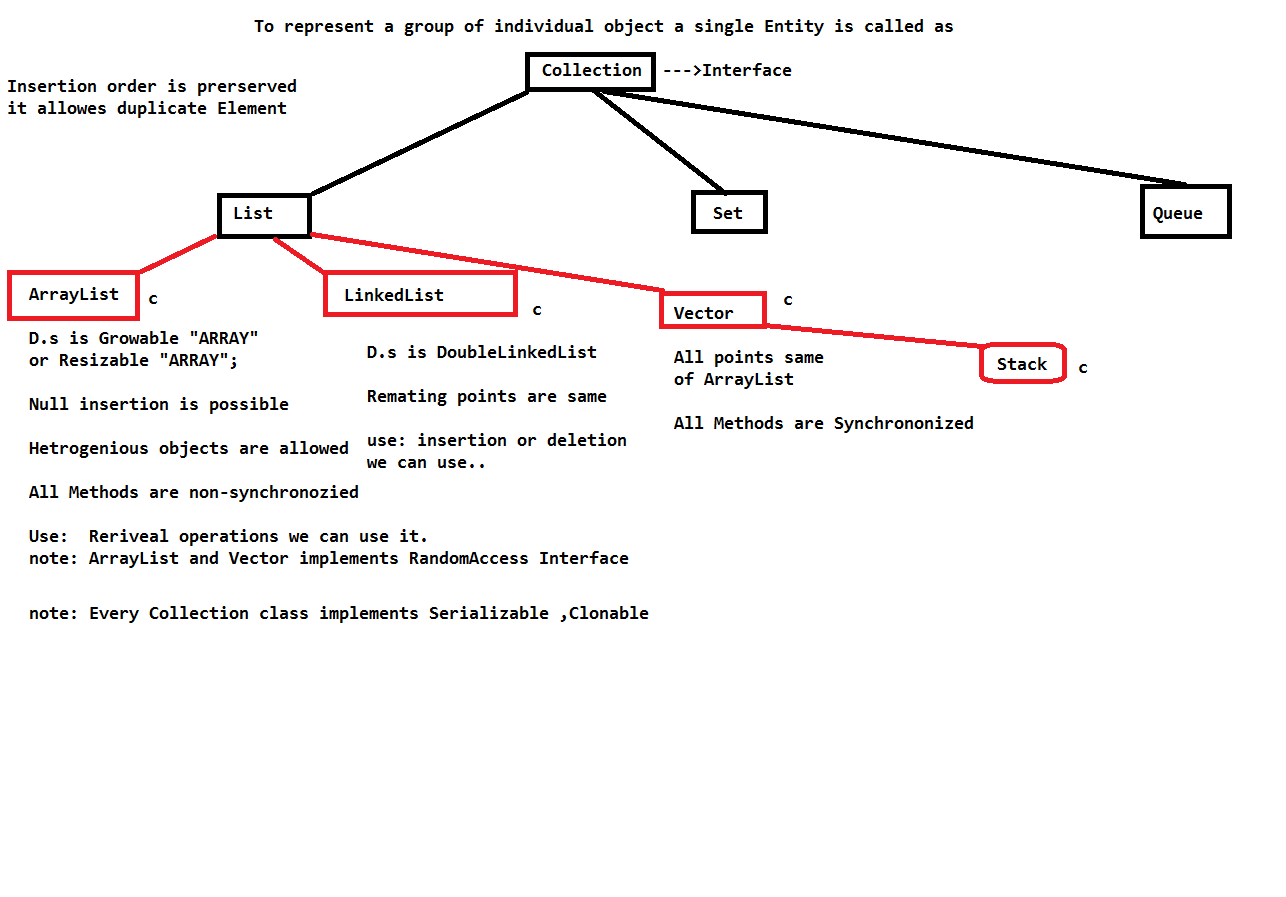 To represent a group of individual object a single Entity is called as
Collection --->Interface
Insertion order is prerserved
it allowes duplicate Element
List
Set
Queue
ArrayList c
LinkedList c
Vector c
Stack c
D.s is Growable "ARRAY"
or Resizable "ARRAY";
Null insertion is possible
Hetrogenious objects are allowed
All Methods are non-synchronozied
Use:  Reriveal operations we can use it.
note: ArrayList and Vector implements RandomAccess Interface
note: Every Collection class implements Serializable ,Clonable
D.s is DoubleLinkedList
Remating points are same
use: insertion or deletion
we can use..
All points same
of ArrayList
All Methods are Synchrononized